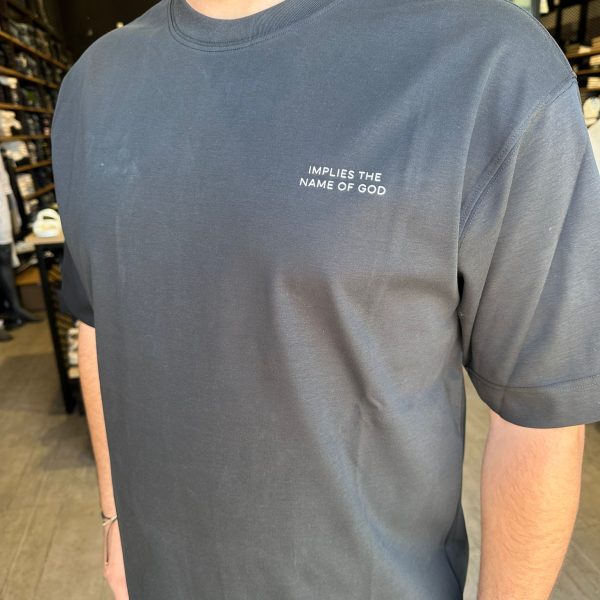 IMPLIES THE
NAME OF GOD